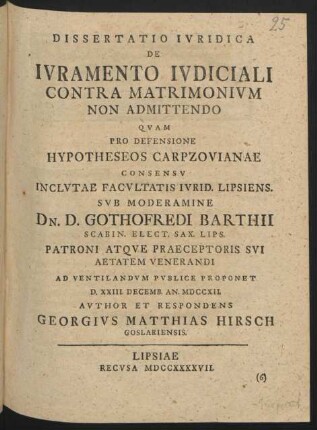 25
DISSERTATIO IVRIDICA
DE
IVRAMENTO IVDICIALI
CONTRA MATRIMONIVM
NON ADMITTENDO
QVAM
PRO DEFENSIONE
HYPOTHESEOS CARPZOVIANAE
CONSENSV
INCLVTAE FACVLTATIS IVRID. LIPSIENS.
SVB MODERAMINE
DN. D. GOTHOFREDI BARTHII
SCABIN. ELECT. SAX. LIPS.
PATRONI ATQVE PRAECEPTORIS SVI
AETATEM VENERANDI
AD VENTILANDVM PVBLICE PROPONET
D. XXIII. DECEMB. AN. MDCCXII.
AVTHOR ET RESPONDENS
GEORGIVS MATTHIAS HIRSCH
GOSLARIENSIS.
LIPSIAE
RECVSA MDCCXXXXVII.
(6)